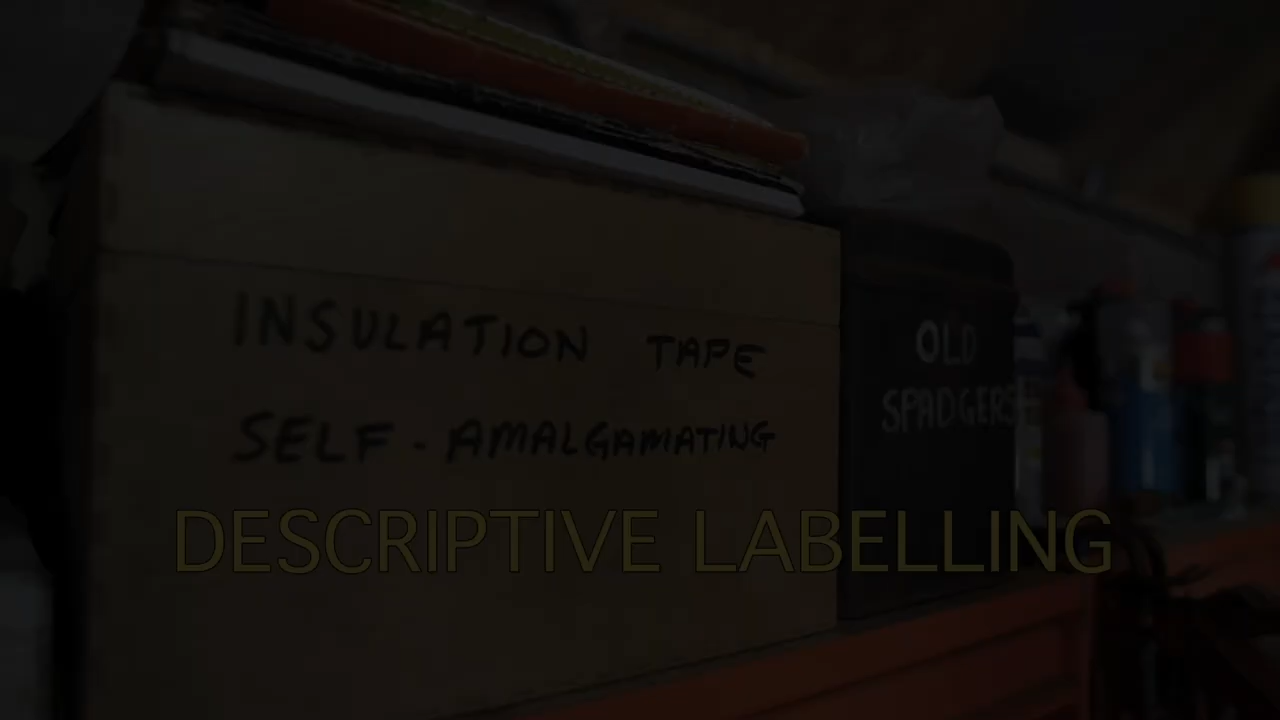 INSULATION TAPE
SELF-AMALGAMATING
OLD
SPADGERS
DESCRIPTIVE LABELLING